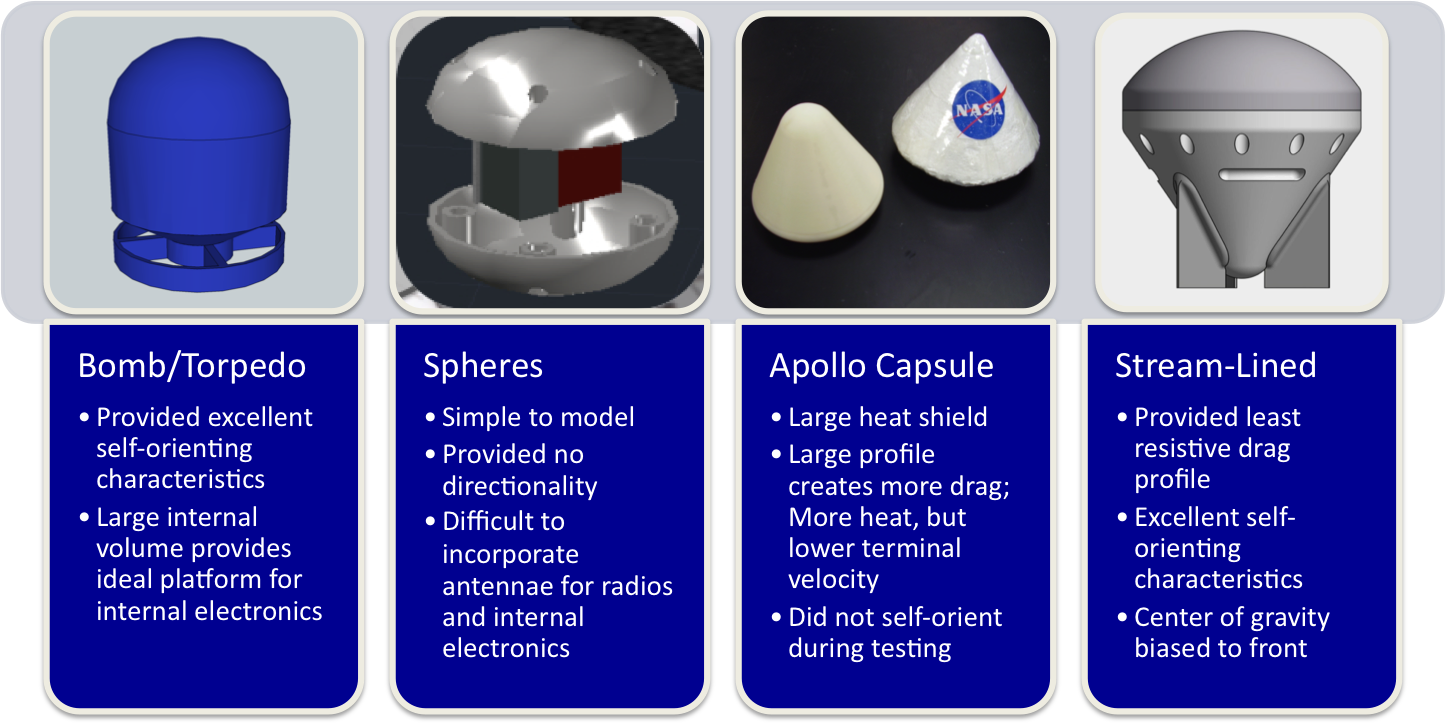 NASA
Bomb/Torpedo
• Provided excellent
self-orienting
characteristics
• Large internal
volume provides
ideal platform for
internal electronics
Spheres
• Simple to model
• Provided no
directionality
• Difficult to
incorporate
antennae for radios
and internal
electronics
Apollo Capsule
• Large heat shield
• Large profile
creates more drag;
More heat, but
lower terminal
velocity
• Did not self-orient
during testing
Stream-Lined
• Provided least
resistive drag
profile
• Excellent self-
orienting
characteristics
• Center of gravity
biased to front